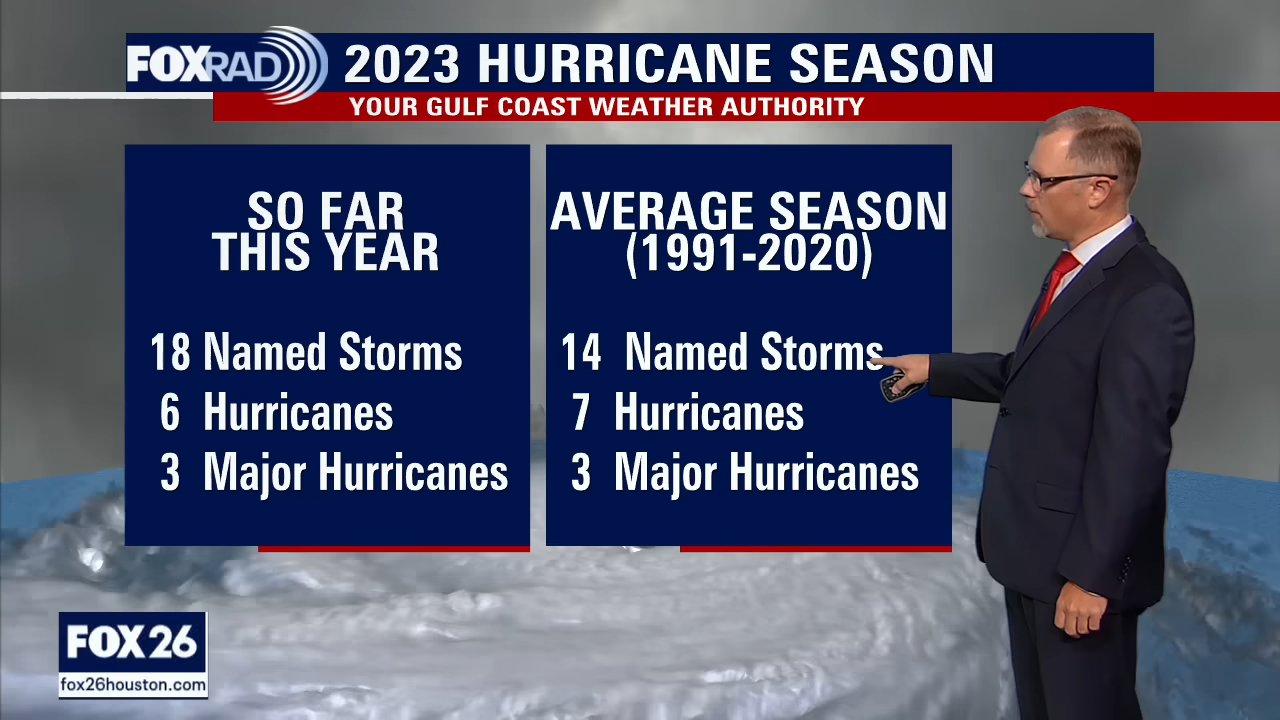 FOXRAD
2023 HURRICANE SEASON
YOUR GULF COAST WEATHER AUTHORITY
SO FAR
THIS YEAR
18 Named Storms
6 Hurricanes
3 Major Hurricanes
AVERAGE SEASON
(1991-2020)
14 Named Storms
7 Hurricanes
3 Major Hurricanes
FOX 26
fox26houston.com